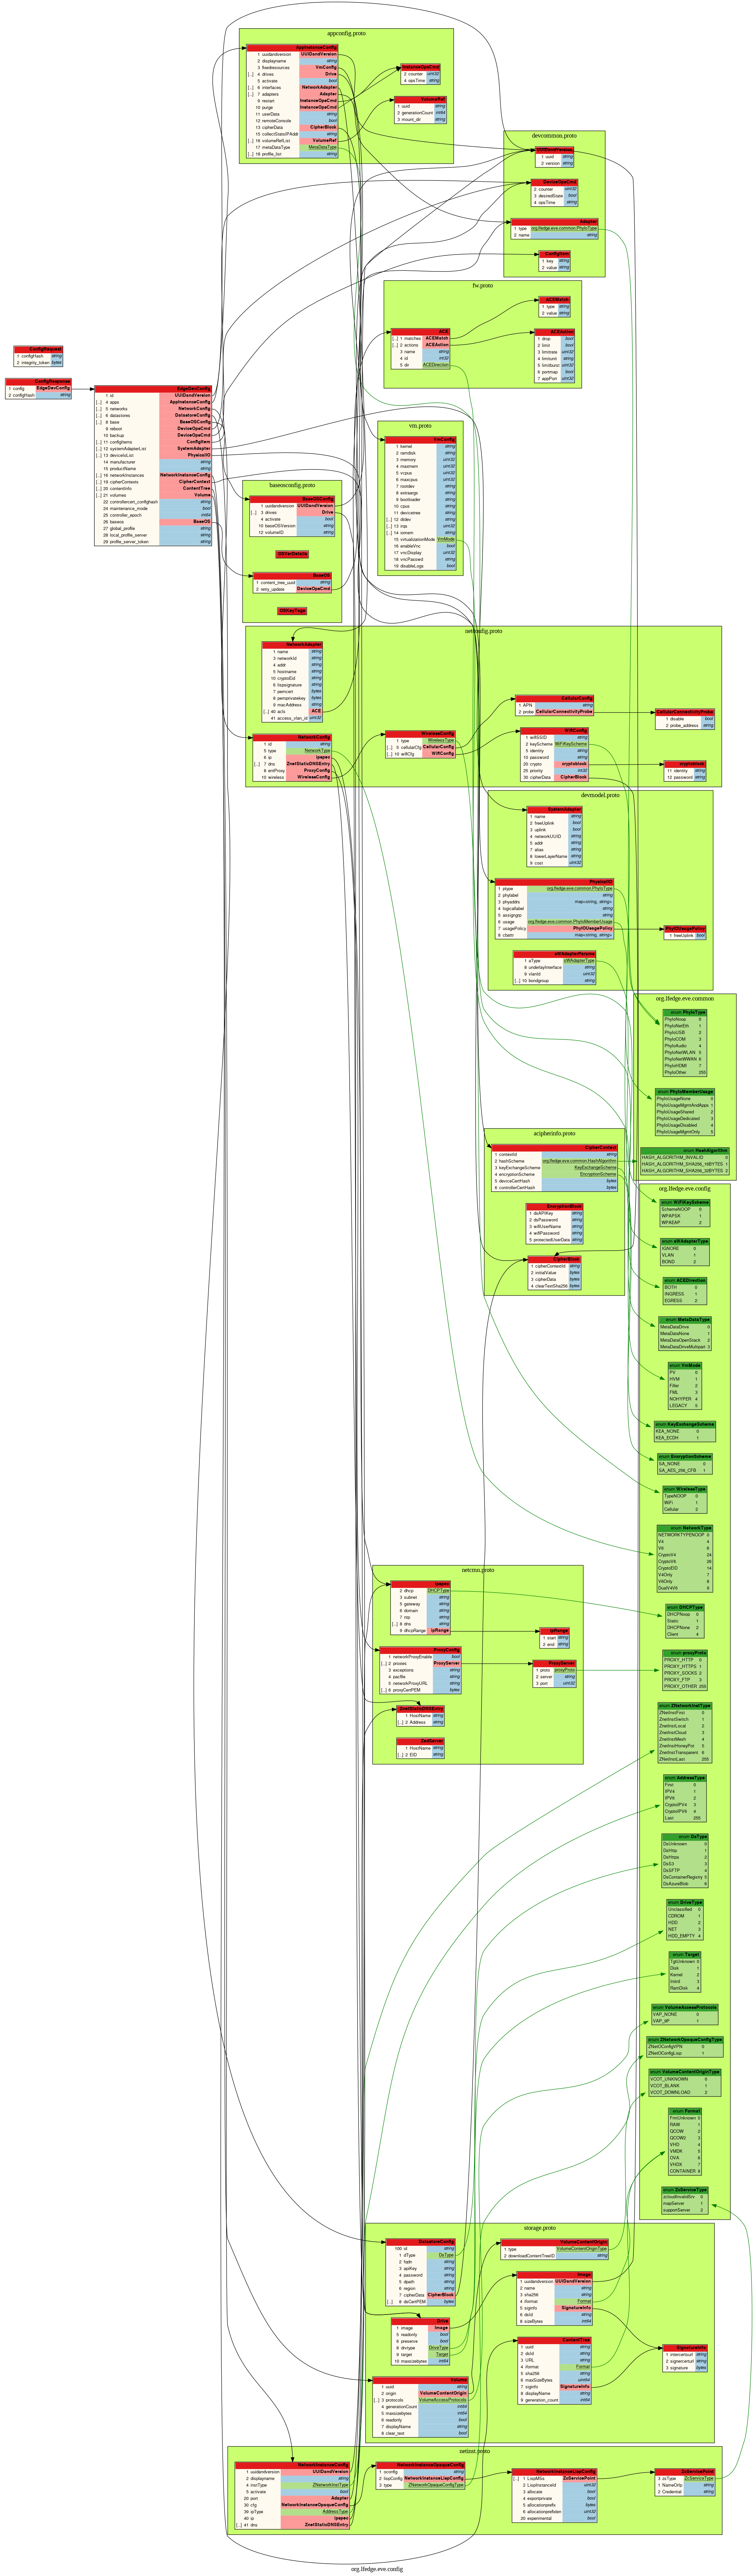 appconfig.proto
AppInstanceConfig
1 uuidandversion UUIDandVersion
2 displayname string
3 fixedresources VmConfig
[...] 4 drives Drive
5 activate bool
[...] 6 interfaces NetworkAdapter
[...] 7 adapters Adapter
9 restart InstanceOpsCmd
10 purge InstanceOpsCmd
11 userData string
12 remoteConsole bool
13 cipherData CipherBlock
15 collectStatsIPAddr string
[...] 16 volumeRefList VolumeRef
17 metaDataType MetaDataType
[...] 18 profile_list string
InstanceOpsCmd
2 counter uint32
4 opsTime string
VolumeRef
1 uuid string
2 generationCount int64
3 mount_dir string
devcommon.proto
UUIDandVersion
1 uuid string
2 version string
DeviceOpsCmd
2 counter uint32
3 desiredState bool
4 opsTime string
Adapter
1 type org.lfedge.eve.common.PhyIoType
2 name string
ConfigItem
1 key string
2 value string
fw.proto
ACEMatch
1 type string
2 value string
ACE
[...] 1 matches ACEMatch
[...] 2 actions ACEAction
3 name string
4 id int32
5 dir ACEDirection
ACEAction
1 drop bool
2 limit bool
3 limitrate uint32
4 limitunit string
5 limitburst uint32
6 portmap bool
7 appPort uint32
ConfigRequest
1 configHash string
2 integrity_token bytes
ConfigResponse
1 config EdgeDevConfig
2 configHash string
EdgeDevConfig
1 id UUIDandVersion
[...] 4 apps AppInstanceConfig
[...] 5 networks NetworkConfig
[...] 6 datastores DatastoreConfig
[...] 8 base BaseOSConfig
9 reboot DeviceOpsCmd
10 backup DeviceOpsCmd
[...] 11 configItems ConfigItem
[...] 12 systemAdapterList SystemAdapter
[...] 13 deviceIoList PhysicalIO
14 manufacturer string
15 productName string
[...] 16 networkInstances NetworkInstanceConfig
[...] 19 cipherContexts CipherContext
[...] 20 contentInfo ContentTree
[...] 21 volumes Volume
22 controllercert_confighash string
24 maintenance_mode bool
25 controller_epoch int64
26 baseos BaseOS
27 global_profile string
28 local_profile_server string
29 profile_server_token string
vm.proto
VmConfig
1 kernel string
2 ramdisk string
3 memory uint32
4 maxmem uint32
5 vcpus uint32
6 maxcpus uint32
7 rootdev string
8 extraargs string
9 bootloader string
10 cpus string
11 devicetree string
[...] 12 dtdev string
[...] 13 irqs uint32
[...] 14 iomem string
15 virtualizationMode VmMode
16 enableVnc bool
17 vncDisplay uint32
18 vncPasswd string
19 disableLogs bool
baseosconfig.proto
BaseOSConfig
1 uuidandversion UUIDandVersion
[...] 3 drives Drive
4 activate bool
10 baseOSVersion string
12 volumeID string
OSVerDetails
BaseOS
1 content_tree_uuid string
2 retry_update DeviceOpsCmd
OSKeyTags
netconfig.proto
NetworkAdapter
1 name string
3 networkId string
4 addr string
5 hostname string
10 cryptoEid string
6 lispsignature string
7 pemcert bytes
8 pemprivatekey bytes
9 macAddress string
[...] 40 acls ACE
41 access_vlan_id uint32
NetworkConfig
1 id string
5 type NetworkType
6 ip ipspec
[...] 7 dns ZnetStaticDNSEntry
8 entProxy ProxyConfig
10 wireless WirelessConfig
WirelessConfig
1 type WirelessType
[...] 5 cellularCfg CellularConfig
[...] 10 wifiCfg WifiConfig
CellularConfig
1 APN string
2 probe CellularConnectivityProbe
CellularConnectivityProbe
1 disable bool
2 probe_address string
WifiConfig
1 wifiSSID string
2 keyScheme WiFiKeyScheme
5 identity string
10 password string
20 crypto cryptoblock
25 priority int32
30 cipherData CipherBlock
cryptoblock
11 identity string
12 password string
devmodel.proto
SystemAdapter
1 name string
2 freeUplink bool
3 uplink bool
4 networkUUID string
5 addr string
7 alias string
8 lowerLayerName string
9 cost uint32
PhysicalIO
1 ptype org.lfedge.eve.common.PhyIoType
2 phylabel string
3 phyaddrs map<string, string>
4 logicallabel string
5 assigngrp string
6 usage org.lfedge.eve.common.PhyIoMemberUsage
7 usagePolicy PhyIOUsagePolicy
8 cbattr map<string, string>
PhyIOUsagePolicy
1 freeUplink bool
sWAdapterParams
1 aType sWAdapterType
8 underlayInterface string
9 vlanId uint32
[...] 10 bondgroup string
org.lfedge.eve.common
enum PhyIoType
PhyIoNoop 0
PhyIoNetEth 1
PhyIoUSB 2
PhyIoCOM 3
PhyIoAudio 4
PhyIoNetWLAN 5
PhyIoNetWWAN 6
PhyIoHDMI 7
PhyIoOther 255
enum PhyIoMemberUsage
PhyIoUsageNone 0
PhyIoUsageMgmtAndApps 1
PhyIoUsageShared 2
PhyIoUsageDedicated 3
PhyIoUsageDisabled 4
PhyIoUsageMgmtOnly 5
enum HashAlgorithm
HASH_ALGORITHM_INVALID 0
HASH_ALGORITHM_SHA256_16BYTES 1
HASH_ALGORITHM_SHA256_32BYTES 2
acipherinfo.proto
CipherContext
1 contextId string
2 hashScheme org.lfedge.eve.common.HashAlgorithm
3 keyExchangeScheme KeyExchangeScheme
4 encryptionScheme EncryptionScheme
5 deviceCertHash bytes
6 controllerCertHash bytes
EncryptionBlock
1 dsAPIKey string
2 dsPassword string
3 wifiUserName string
4 wifiPassword string
5 protectedUserData string
CipherBlock
1 cipherContextId string
2 initialValue bytes
3 cipherData bytes
4 clearTextSha256 bytes
org.lfedge.eve.config
enum WiFiKeyScheme
SchemeNOOP 0
WPAPSK 1
WPAEAP 2
enum sWAdapterType
IGNORE 0
VLAN 1
BOND 2
enum ACEDirection
BOTH 0
INGRESS 1
EGRESS 2
enum MetaDataType
MetaDataDrive 0
MetaDataNone 1
MetaDataOpenStack 2
MetaDataDriveMultipart 3
enum VmMode
PV 0
HVM 1
Filler 2
FML 3
NOHYPER 4
LEGACY 5
enum KeyExchangeScheme
KEA_NONE 0
KEA_ECDH 1
enum EncryptionScheme
SA_NONE 0
SA_AES_256_CFB 1
enum WirelessType
TypeNOOP 0
WiFi 1
Cellular 2
enum NetworkType
NETWORKTYPENOOP 0
V4 4
V6 6
CryptoV4 24
CryptoV6 26
CryptoEID 14
V4Only 7
V6Only 8
DualV4V6 9
enum DHCPType
DHCPNoop 0
Static 1
DHCPNone 2
Client 4
enum proxyProto
PROXY_HTTP 0
PROXY_HTTPS 1
PROXY_SOCKS 2
PROXY_FTP 3
PROXY_OTHER 255
enum ZNetworkInstType
ZNetInstFirst 0
ZnetInstSwitch 1
ZnetInstLocal 2
ZnetInstCloud 3
ZnetInstMesh 4
ZnetInstHoneyPot 5
ZnetInstTransparent 6
ZNetInstLast 255
enum AddressType
First 0
IPV4 1
IPV6 2
CryptoIPV4 3
CryptoIPV6 4
Last 255
enum DsType
DsUnknown 0
DsHttp 1
DsHttps 2
DsS3 3
DsSFTP 4
DsContainerRegistry 5
DsAzureBlob 6
enum DriveType
Unclassified 0
CDROM 1
HDD 2
NET 3
HDD_EMPTY 4
enum Target
TgtUnknown 0
Disk 1
Kernel 2
Initrd 3
RamDisk 4
enum VolumeAccessProtocols
VAP_NONE 0
VAP_9P 1
enum ZNetworkOpaqueConfigType
ZNetOConfigVPN 0
ZNetOConfigLisp 1
enum VolumeContentOriginType
VCOT_UNKNOWN 0
VCOT_BLANK 1
VCOT_DOWNLOAD 2
enum Format
FmtUnknown 0
RAW 1
QCOW 2
QCOW2 3
VHD 4
VMDK 5
OVA 6
VHDX 7
CONTAINER 8
enum ZcServiceType
zcloudInvalidSrv 0
mapServer 1
supportServer 2
netcmn.proto
ipspec
2 dhcp DHCPType
3 subnet string
5 gateway string
6 domain string
7 ntp string
[...] 8 dns string
9 dhcpRange ipRange
ipRange
1 start string
2 end string
ProxyConfig
1 networkProxyEnable bool
[...] 2 proxies ProxyServer
3 exceptions string
4 pacfile string
5 networkProxyURL string
[...] 6 proxyCertPEM bytes
ProxyServer
1 proto proxyProto
2 server string
3 port uint32
ZnetStaticDNSEntry
1 HostName string
[...] 2 Address string
ZedServer
1 HostName string
[...] 2 EID string
storage.proto
DatastoreConfig
100 id string
1 dType DsType
2 fqdn string
3 apiKey string
4 password string
5 dpath string
6 region string
7 cipherData CipherBlock
[...] 8 dsCertPEM bytes
VolumeContentOrigin
1 type VolumeContentOriginType
2 downloadContentTreeID string
Image
1 uuidandversion UUIDandVersion
2 name string
3 sha256 string
4 iformat Format
5 siginfo SignatureInfo
6 dsId string
8 sizeBytes int64
Drive
1 image Image
5 readonly bool
6 preserve bool
8 drvtype DriveType
9 target Target
10 maxsizebytes int64
ContentTree
1 uuid string
2 dsId string
3 URL string
4 iformat Format
5 sha256 string
6 maxSizeBytes uint64
7 siginfo SignatureInfo
8 displayName string
9 generation_count int64
SignatureInfo
1 intercertsurl string
2 signercerturl string
3 signature bytes
Volume
1 uuid string
2 origin VolumeContentOrigin
[...] 3 protocols VolumeAccessProtocols
4 generationCount int64
5 maxsizebytes int64
6 readonly bool
7 displayName string
8 clear_text bool
netinst.proto
NetworkInstanceConfig
1 uuidandversion UUIDandVersion
2 displayname string
4 instType ZNetworkInstType
5 activate bool
20 port Adapter
30 cfg NetworkInstanceOpaqueConfig
39 ipType AddressType
40 ip ipspec
[...] 41 dns ZnetStaticDNSEntry
NetworkInstanceOpaqueConfig
1 oconfig string
2 lispConfig NetworkInstanceLispConfig
3 type ZNetworkOpaqueConfigType
NetworkInstanceLispConfig
[...] 1 LispMSs ZcServicePoint
2 LispInstanceId uint32
3 allocate bool
4 exportprivate bool
5 allocationprefix bytes
6 allocationprefixlen uint32
20 experimental bool
ZcServicePoint
3 zsType ZcServiceType
1 NameOrIp string
2 Credential string
org.lfedge.eve.config